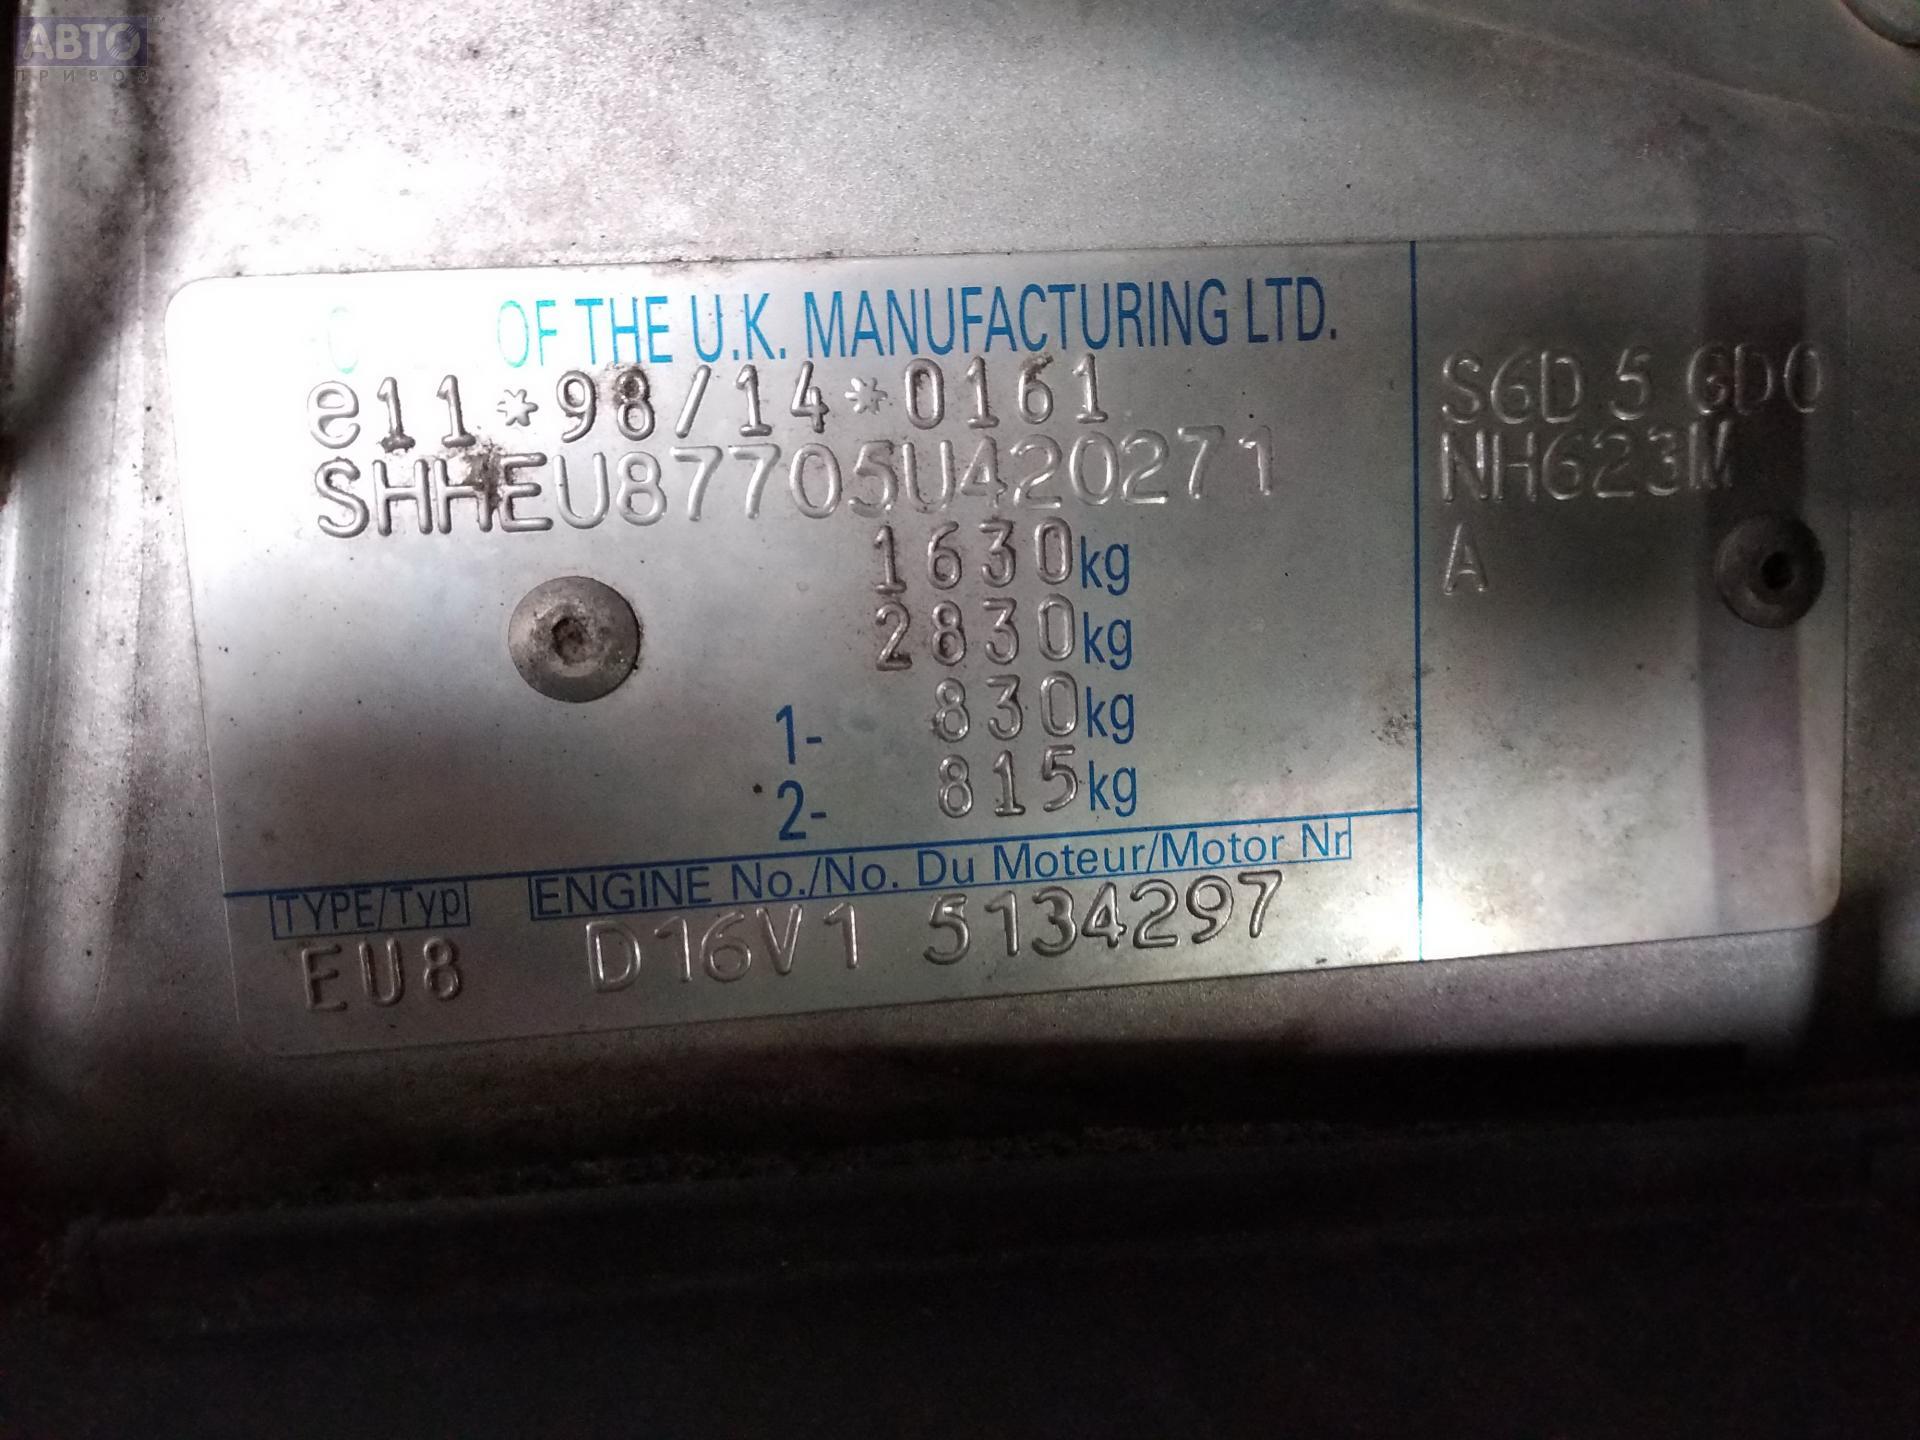 АВТО
ПРИВОЗ
OF THE U.K. MANUFACTURING LTD.
e11*98/14*0161
SHHEU87705U420271
1630kg
2830kg
1- 830kg
2- 815kg
TYPE/Typ ENGINE No./No. Du Moteur/Motor Nr
EU8 D16V1 5134297
S6D 5 GD0
NH623M
A